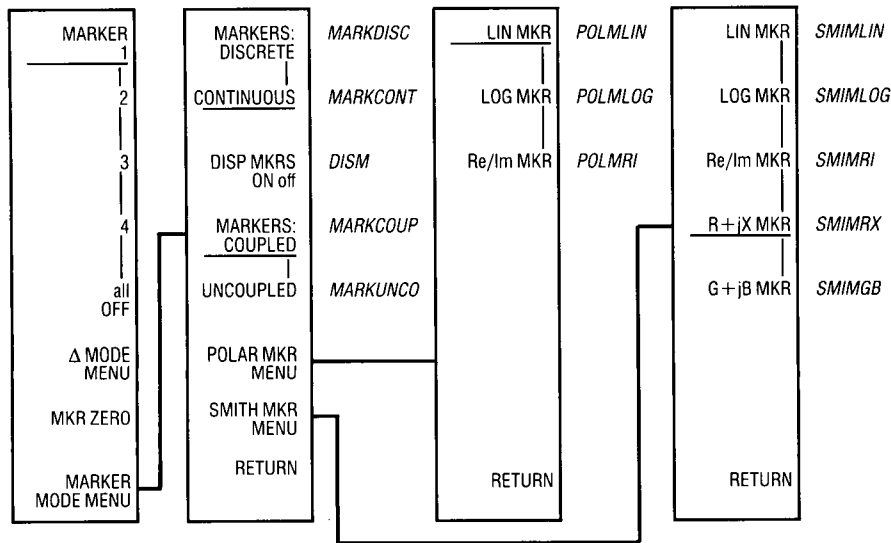 MARKER
1
1
2
3
4
all
OFF
Δ MODE
MENU
MKR ZERO
MARKER
MODE MENU
MARKERS:
DISCRETE
MARKDISC
CONTINUOUS
MARKCONT
DISP MKRS
ON off
DISM
MARKERS:
COUPLED
MARKCOUP
UNCOUPLED
MARKUNCO
POLAR MKR
MENU
SMITH MKR
MENU
RETURN
LIN MKR
POLMLIN
LOG MKR
POLMLOG
Re/Im MKR
POLMRI
RETURN
LIN MKR
SMIMLIN
LOG MKR
SMIMLOG
Re/Im MKR
SMIMRI
R+jX MKR
SMIMRX
G+jB MKR
SMIMGB
RETURN